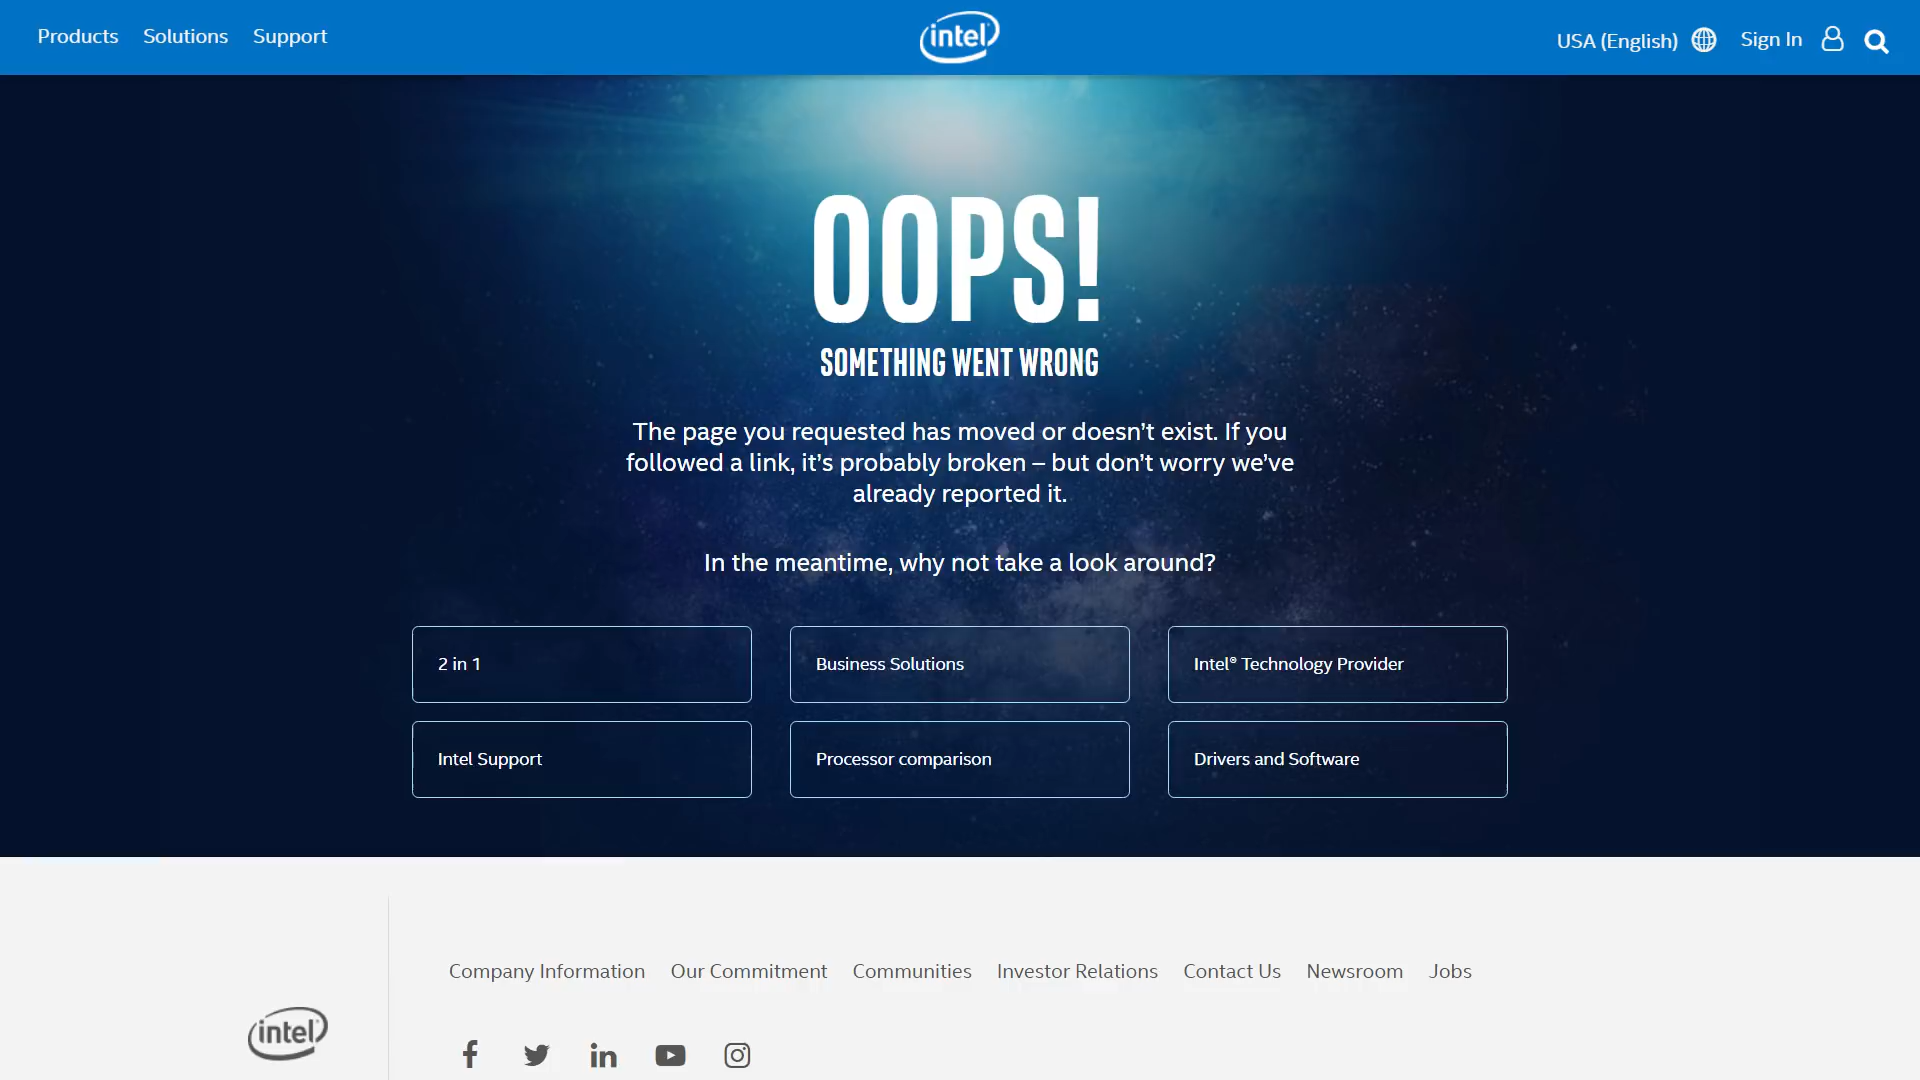 Products Solutions Support
intel
USA (English) Sign In
OOPS!
SOMETHING WENT WRONG
The page you requested has moved or doesn’t exist. If you
followed a link, it’s probably broken – but don’t worry we’ve
already reported it.
In the meantime, why not take a look around?
2 in 1
Business Solutions
Intel® Technology Provider
Intel Support
Processor comparison
Drivers and Software
Company Information Our Commitment Communities Investor Relations Contact Us Newsroom Jobs
intel